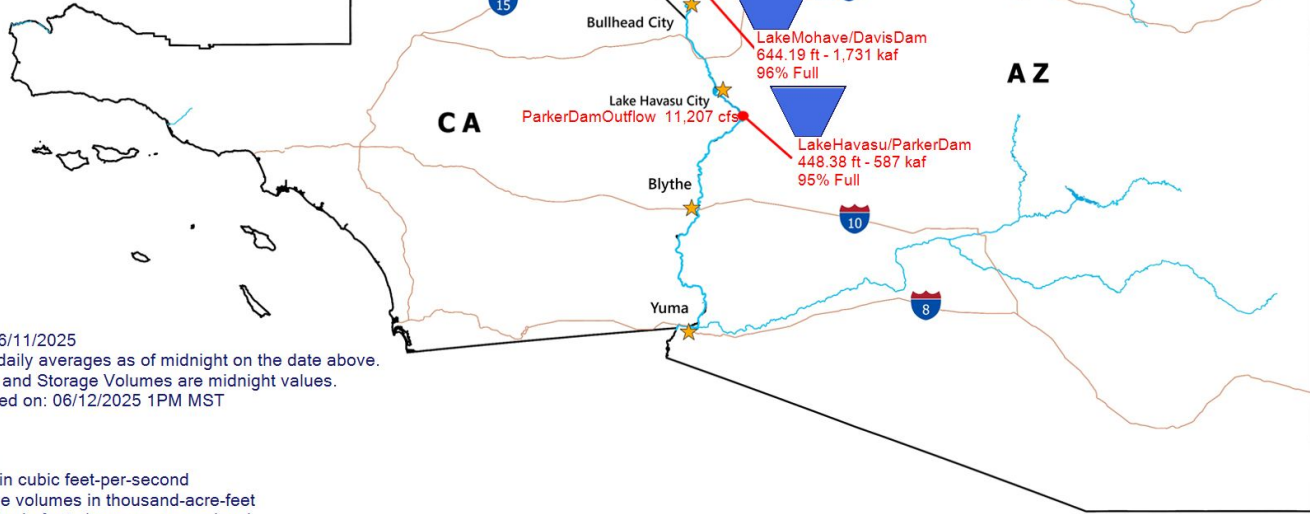 15
Bullhead City
LakeMohave/DavisDam
644.19 ft - 1,731 kaf
96% Full
AZ
CA
Lake Havasu City
ParkerDamOutflow 11,207 cfs
LakeHavasu/ParkerDam
448.38 ft - 587 kaf
95% Full
Blythe
10
Yuma
8
6/11/2025
daily averages as of midnight on the date above.
and Storage Volumes are midnight values.
ed on: 06/12/2025 1PM MST
in cubic feet-per-second
e volumes in thousand-acre-feet